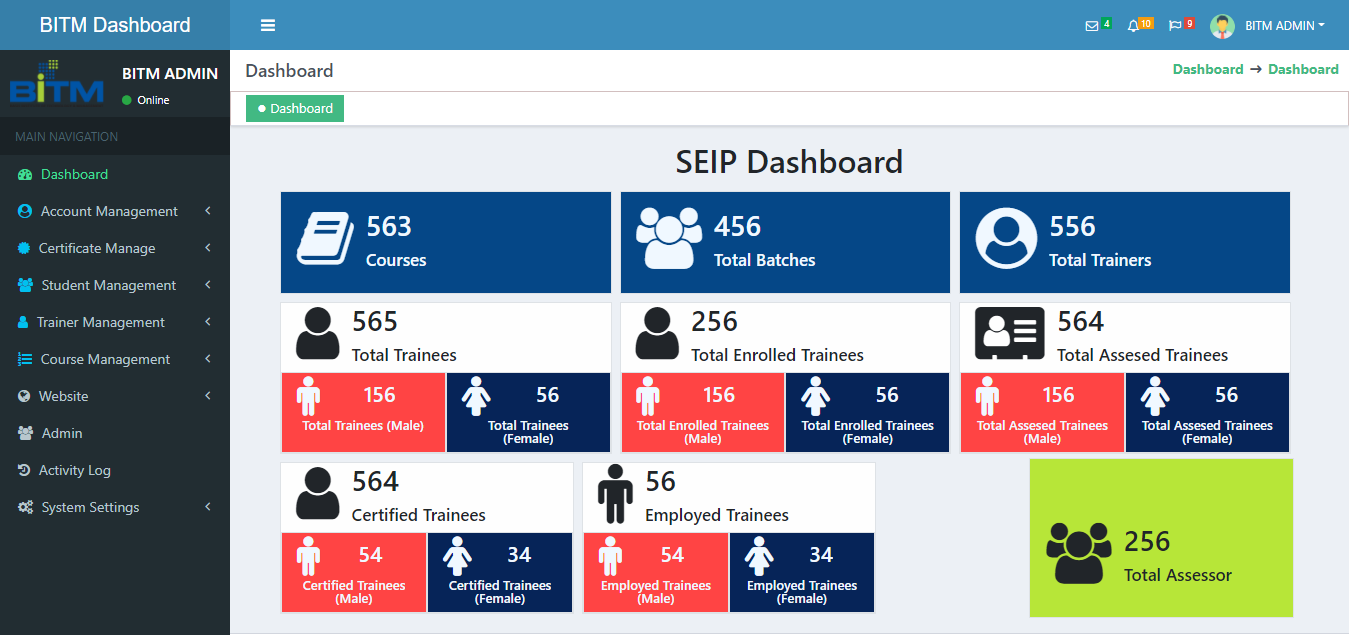 BITM Dashboard
4
10
9
BITM ADMIN
BITM
BITM ADMIN
Online
MAIN NAVIGATION
Dashboard
Account Management
Certificate Manage
Student Management
Trainer Management
Course Management
Website
Admin
Activity Log
System Settings
Dashboard
Dashboard → Dashboard
Dashboard
SEIP Dashboard
563
Courses
456
Total Batches
556
Total Trainers
565
Total Trainees
156
Total Trainees (Male)
56
Total Trainees
(Female)
256
Total Enrolled Trainees
156
Total Enrolled Trainees
(Male)
56
Total Enrolled Trainees
(Female)
564
Total Assesed Trainees
156
Total Assesed Trainees
(Male)
56
Total Assesed Trainees
(Female)
564
Certified Trainees
54
Certified Trainees
(Male)
34
Certified Trainees
(Female)
56
Employed Trainees
54
Employed Trainees
(Male)
34
Employed Trainees
(Female)
256
Total Assessor